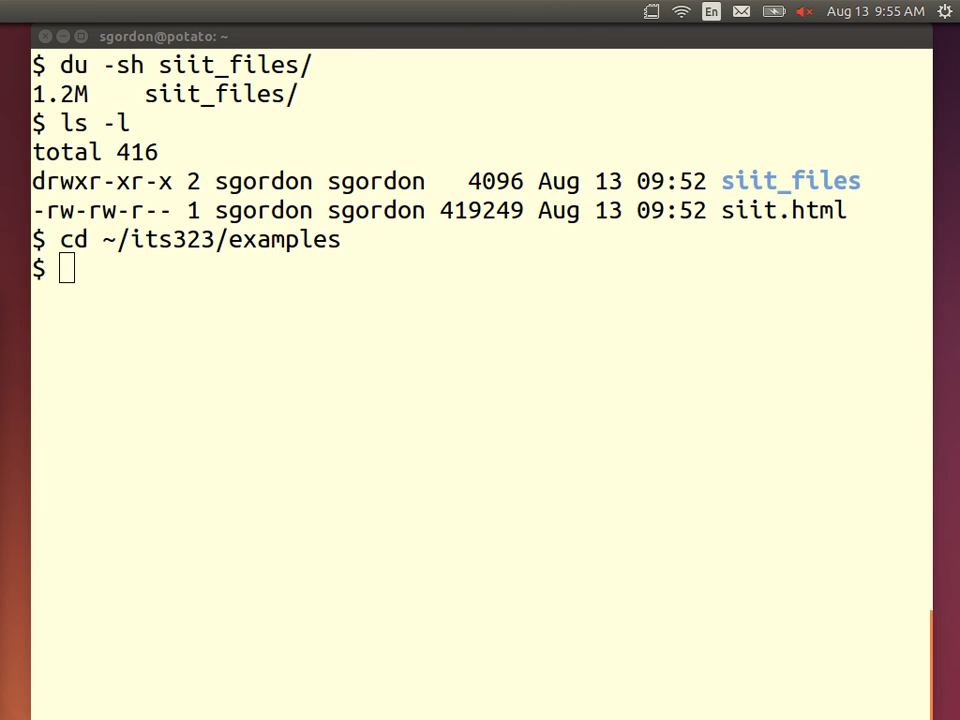 En Aug 13 9:55 AM
sgordon@potato: ~
$ du -sh siit_files/
1.2M    siit_files/
$ ls -l
total 416
drwxr-xr-x 2 sgordon sgordon   4096 Aug 13 09:52 siit_files
-rw-rw-r-- 1 sgordon sgordon 419249 Aug 13 09:52 siit.html
$ cd ~/its323/examples
$